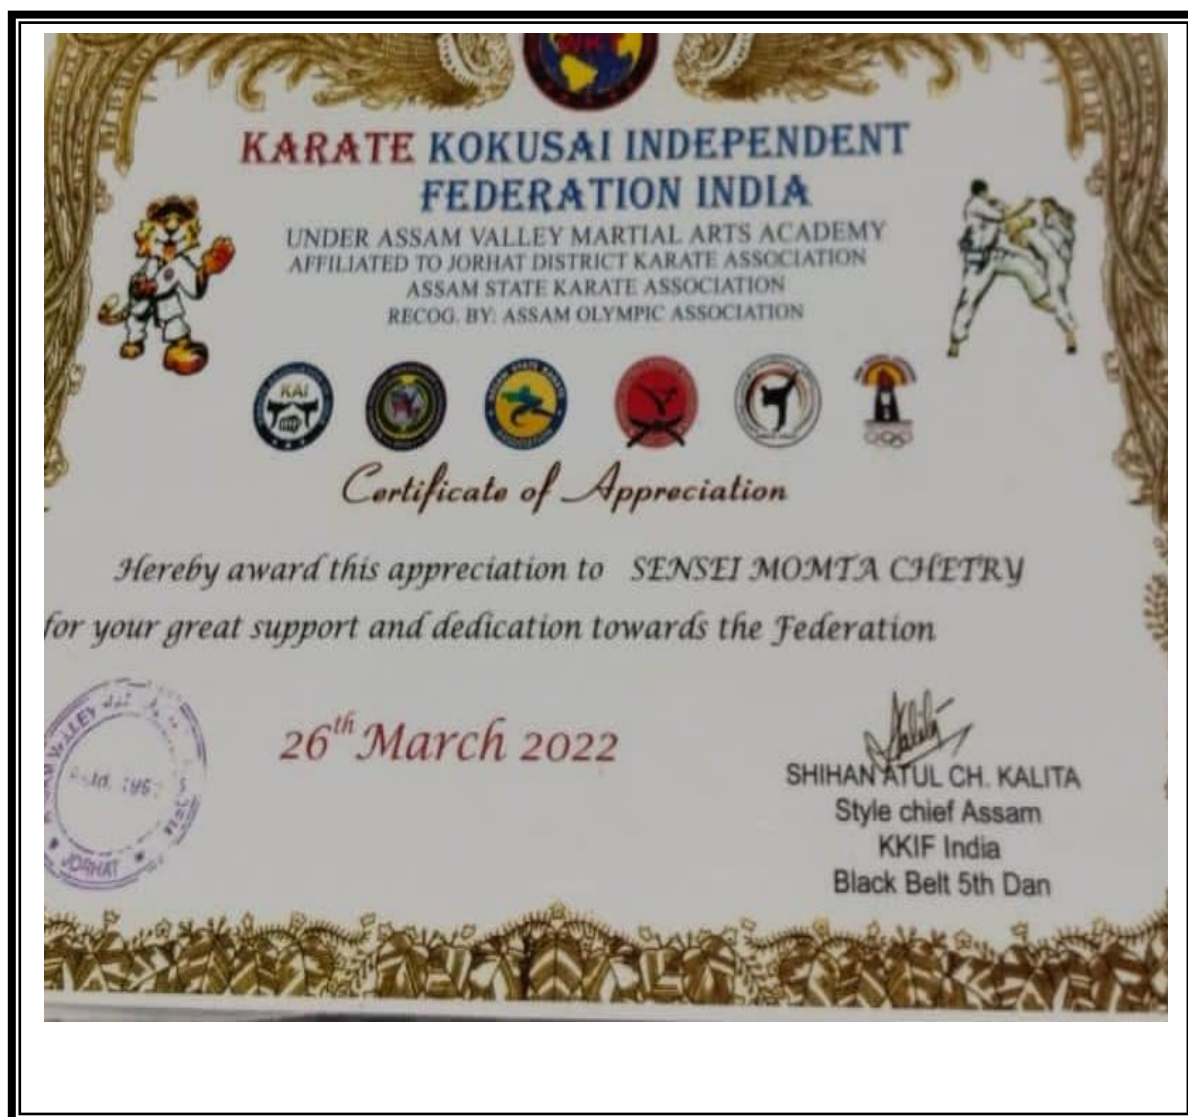 WKF
KARATE KOKUSAI INDEPENDENT
FEDERATION INDIA
UNDER ASSAM VALLEY MARTIAL ARTS ACADEMY
AFFILIATED TO JORHAT DISTRICT KARATE ASSOCIATION
ASSAM STATE KARATE ASSOCIATION
RECOG. BY: ASSAM OLYMPIC ASSOCIATION
KAI
Certificate of Appreciation
Hereby award this appreciation to SENSEI MOMTA CHETRY
for your great support and dedication towards the Federation
VALLEY
JORHAT
26th March 2022
SHIHAN ATUL CH. KALITA
Style chief Assam
KKIF India
Black Belt 5th Dan